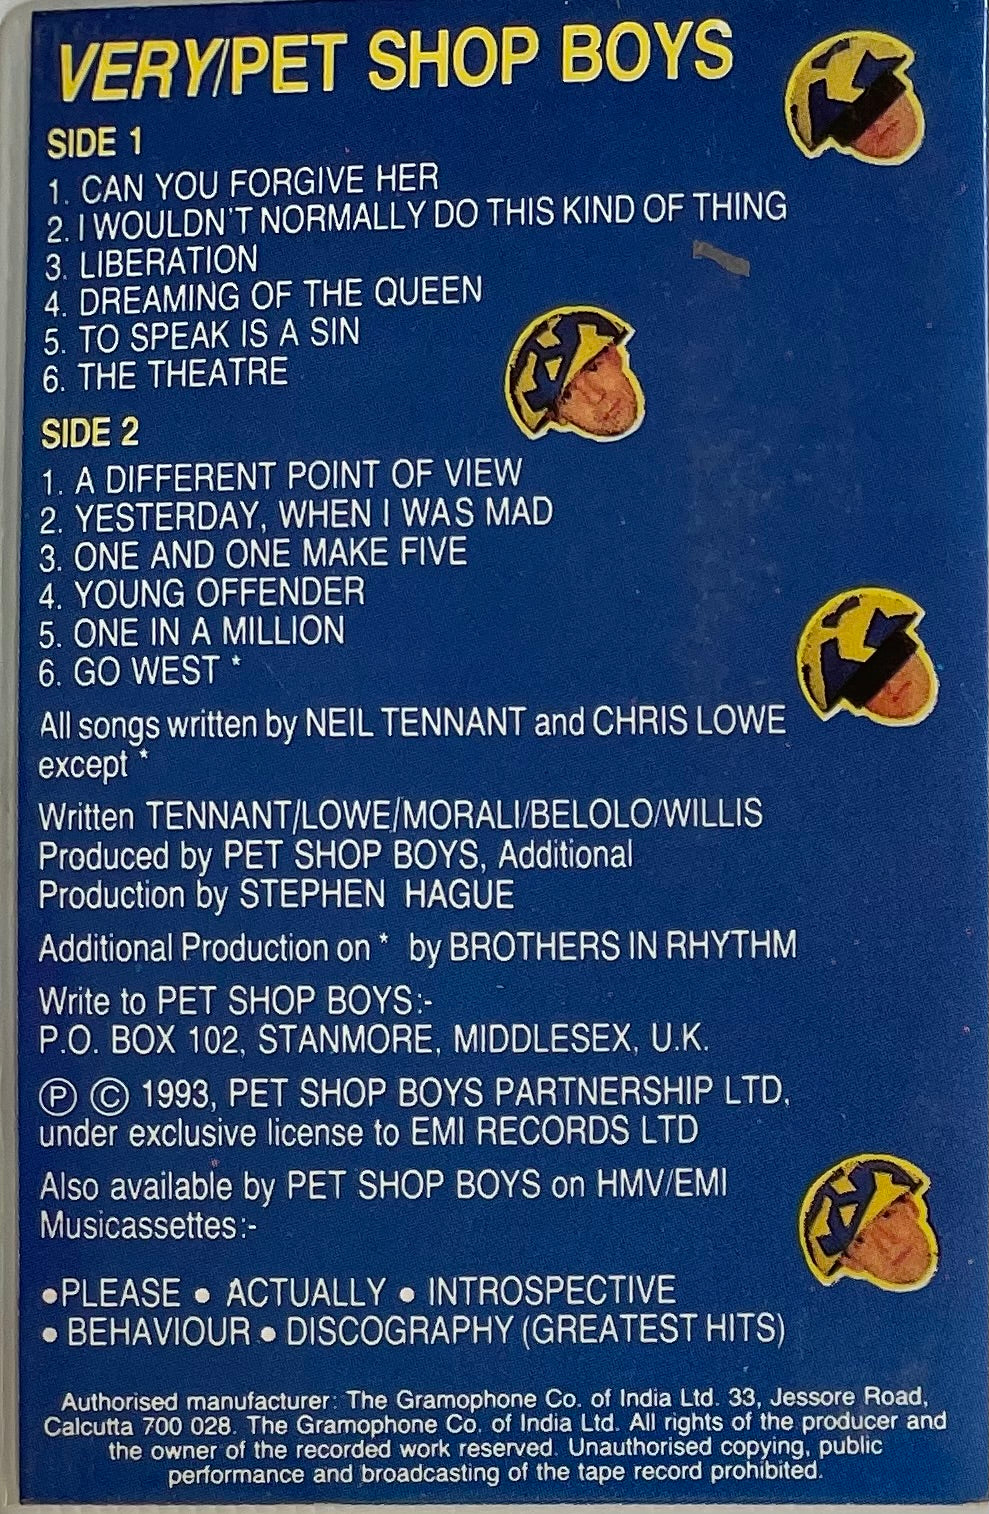 VERY/PET SHOP BOYS
SIDE 1
1. CAN YOU FORGIVE HER
2. I WOULDN'T NORMALLY DO THIS KIND OF THING
3. LIBERATION
4. DREAMING OF THE QUEEN
5. TO SPEAK IS A SIN
6. THE THEATRE
SIDE 2
1. A DIFFERENT POINT OF VIEW
2. YESTERDAY, WHEN I WAS MAD
3. ONE AND ONE MAKE FIVE
4. YOUNG OFFENDER
5. ONE IN A MILLION
6. GO WEST *
All songs written by NEIL TENNANT and CHRIS LOWE
except *
Written TENNANT/LOWE/MORALI/BELOLO/WILLIS
Produced by PET SHOP BOYS, Additional
Production by STEPHEN HAGUE
Additional Production on * by BROTHERS IN RHYTHM
Write to PET SHOP BOYS:-
P.O. BOX 102, STANMORE, MIDDLESEX, U.K.
Ⓟ © 1993, PET SHOP BOYS PARTNERSHIP LTD,
under exclusive license to EMI RECORDS LTD
Also available by PET SHOP BOYS on HMV/EMI
Musicassettes:-
•PLEASE • ACTUALLY • INTROSPECTIVE
• BEHAVIOUR • DISCOGRAPHY (GREATEST HITS)
Authorised manufacturer: The Gramophone Co. of India Ltd. 33, Jessore Road,
Calcutta 700 028. The Gramophone Co. of India Ltd. All rights of the producer and
the owner of the recorded work reserved. Unauthorised copying, public
performance and broadcasting of the tape record prohibited.